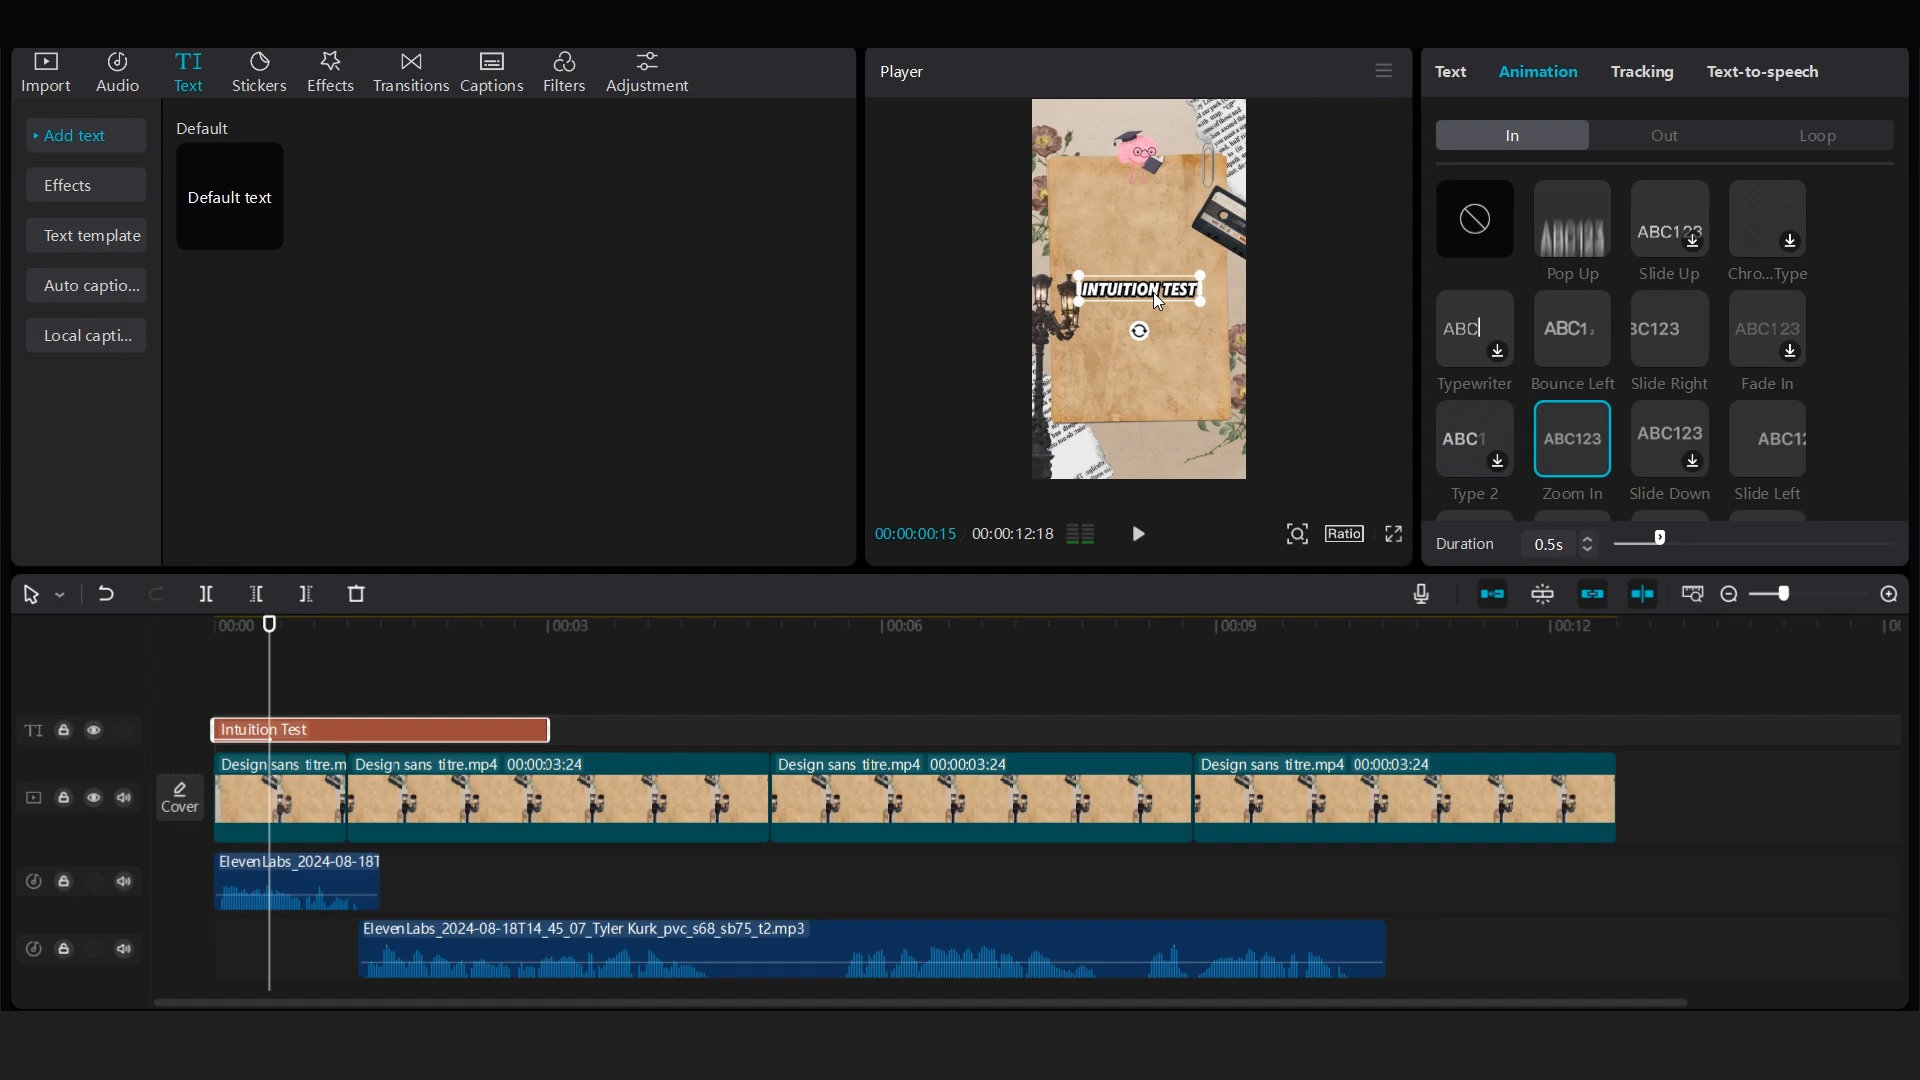 Import
Audio
Text
Stickers
Effects
Transitions
Captions
Filters
Adjustment
Add text
Effects
Text template
Auto captio...
Local capti...
Default
Default text
Player
INTUITION TEST
00:00:00:15 / 00:00:12:18
Ratio
Text
Animation
Tracking
Text-to-speech
In
Out
Loop
Pop Up
ABC123
Slide Up
Chro...Type
ABC
Typewriter
ABC1
Bounce Left
BC123
Slide Right
ABC123
Fade In
ABC1
Type 2
ABC123
Zoom In
ABC123
Slide Down
ABC12
Slide Left
Duration
0.5s
00:00
00:03
00:06
00:09
00:12
TI
Intuition Test
Cover
Design sans titre.m
Design sans titre.mp4 00:00:03:24
Design sans titre.mp4 00:00:03:24
Design sans titre.mp4 00:00:03:24
ElevenLabs_2024-08-18T
ElevenLabs_2024-08-18T14_45_07_Tyler Kurk_pvc_s68_sb75_t2.mp3